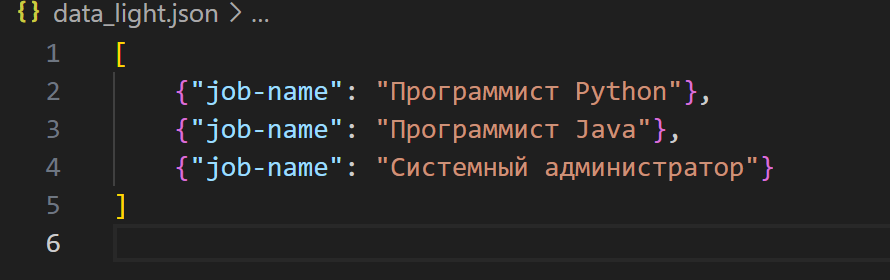 {} data_light.json > ...
1 [
2 {"job-name": "Программист Python"},
3 {"job-name": "Программист Java"},
4 {"job-name": "Системный администратор"}
5 ]
6